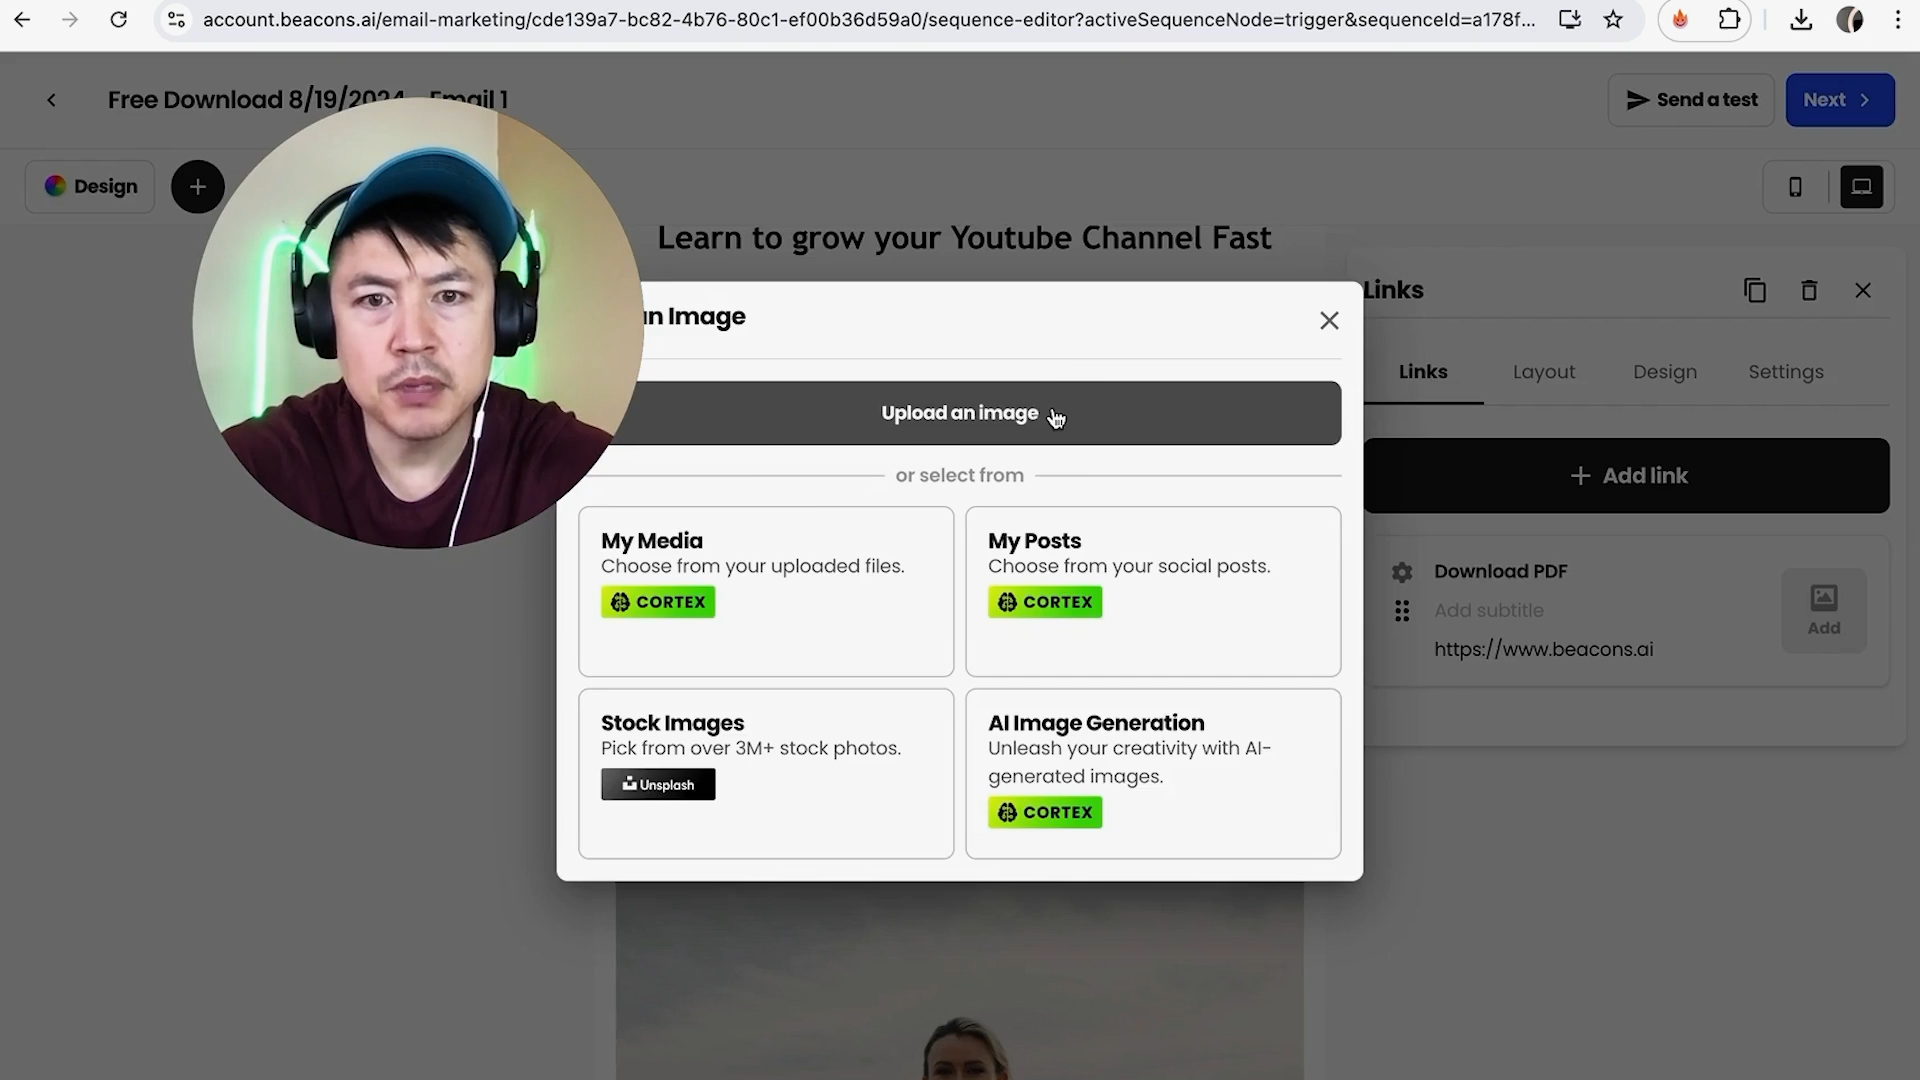 account.beacons.ai/email-marketing/cde139a7-bc82-4b76-80c1-ef00b36d59a0/sequence-editor?activeSequenceNode=trigger&sequenceId=a178f...
Free Download 8/19/2024 Email 1
Send a test
Next
Design
Learn to grow your Youtube Channel Fast
Links
n Image
Links
Layout
Design
Settings
Upload an image
or select from
Add link
My Media
Choose from your uploaded files.
CORTEX
My Posts
Choose from your social posts.
CORTEX
Download PDF
Add subtitle
https://www.beacons.ai
Add
Stock Images
Pick from over 3M+ stock photos.
Unsplash
AI Image Generation
Unleash your creativity with AI-
generated images.
CORTEX